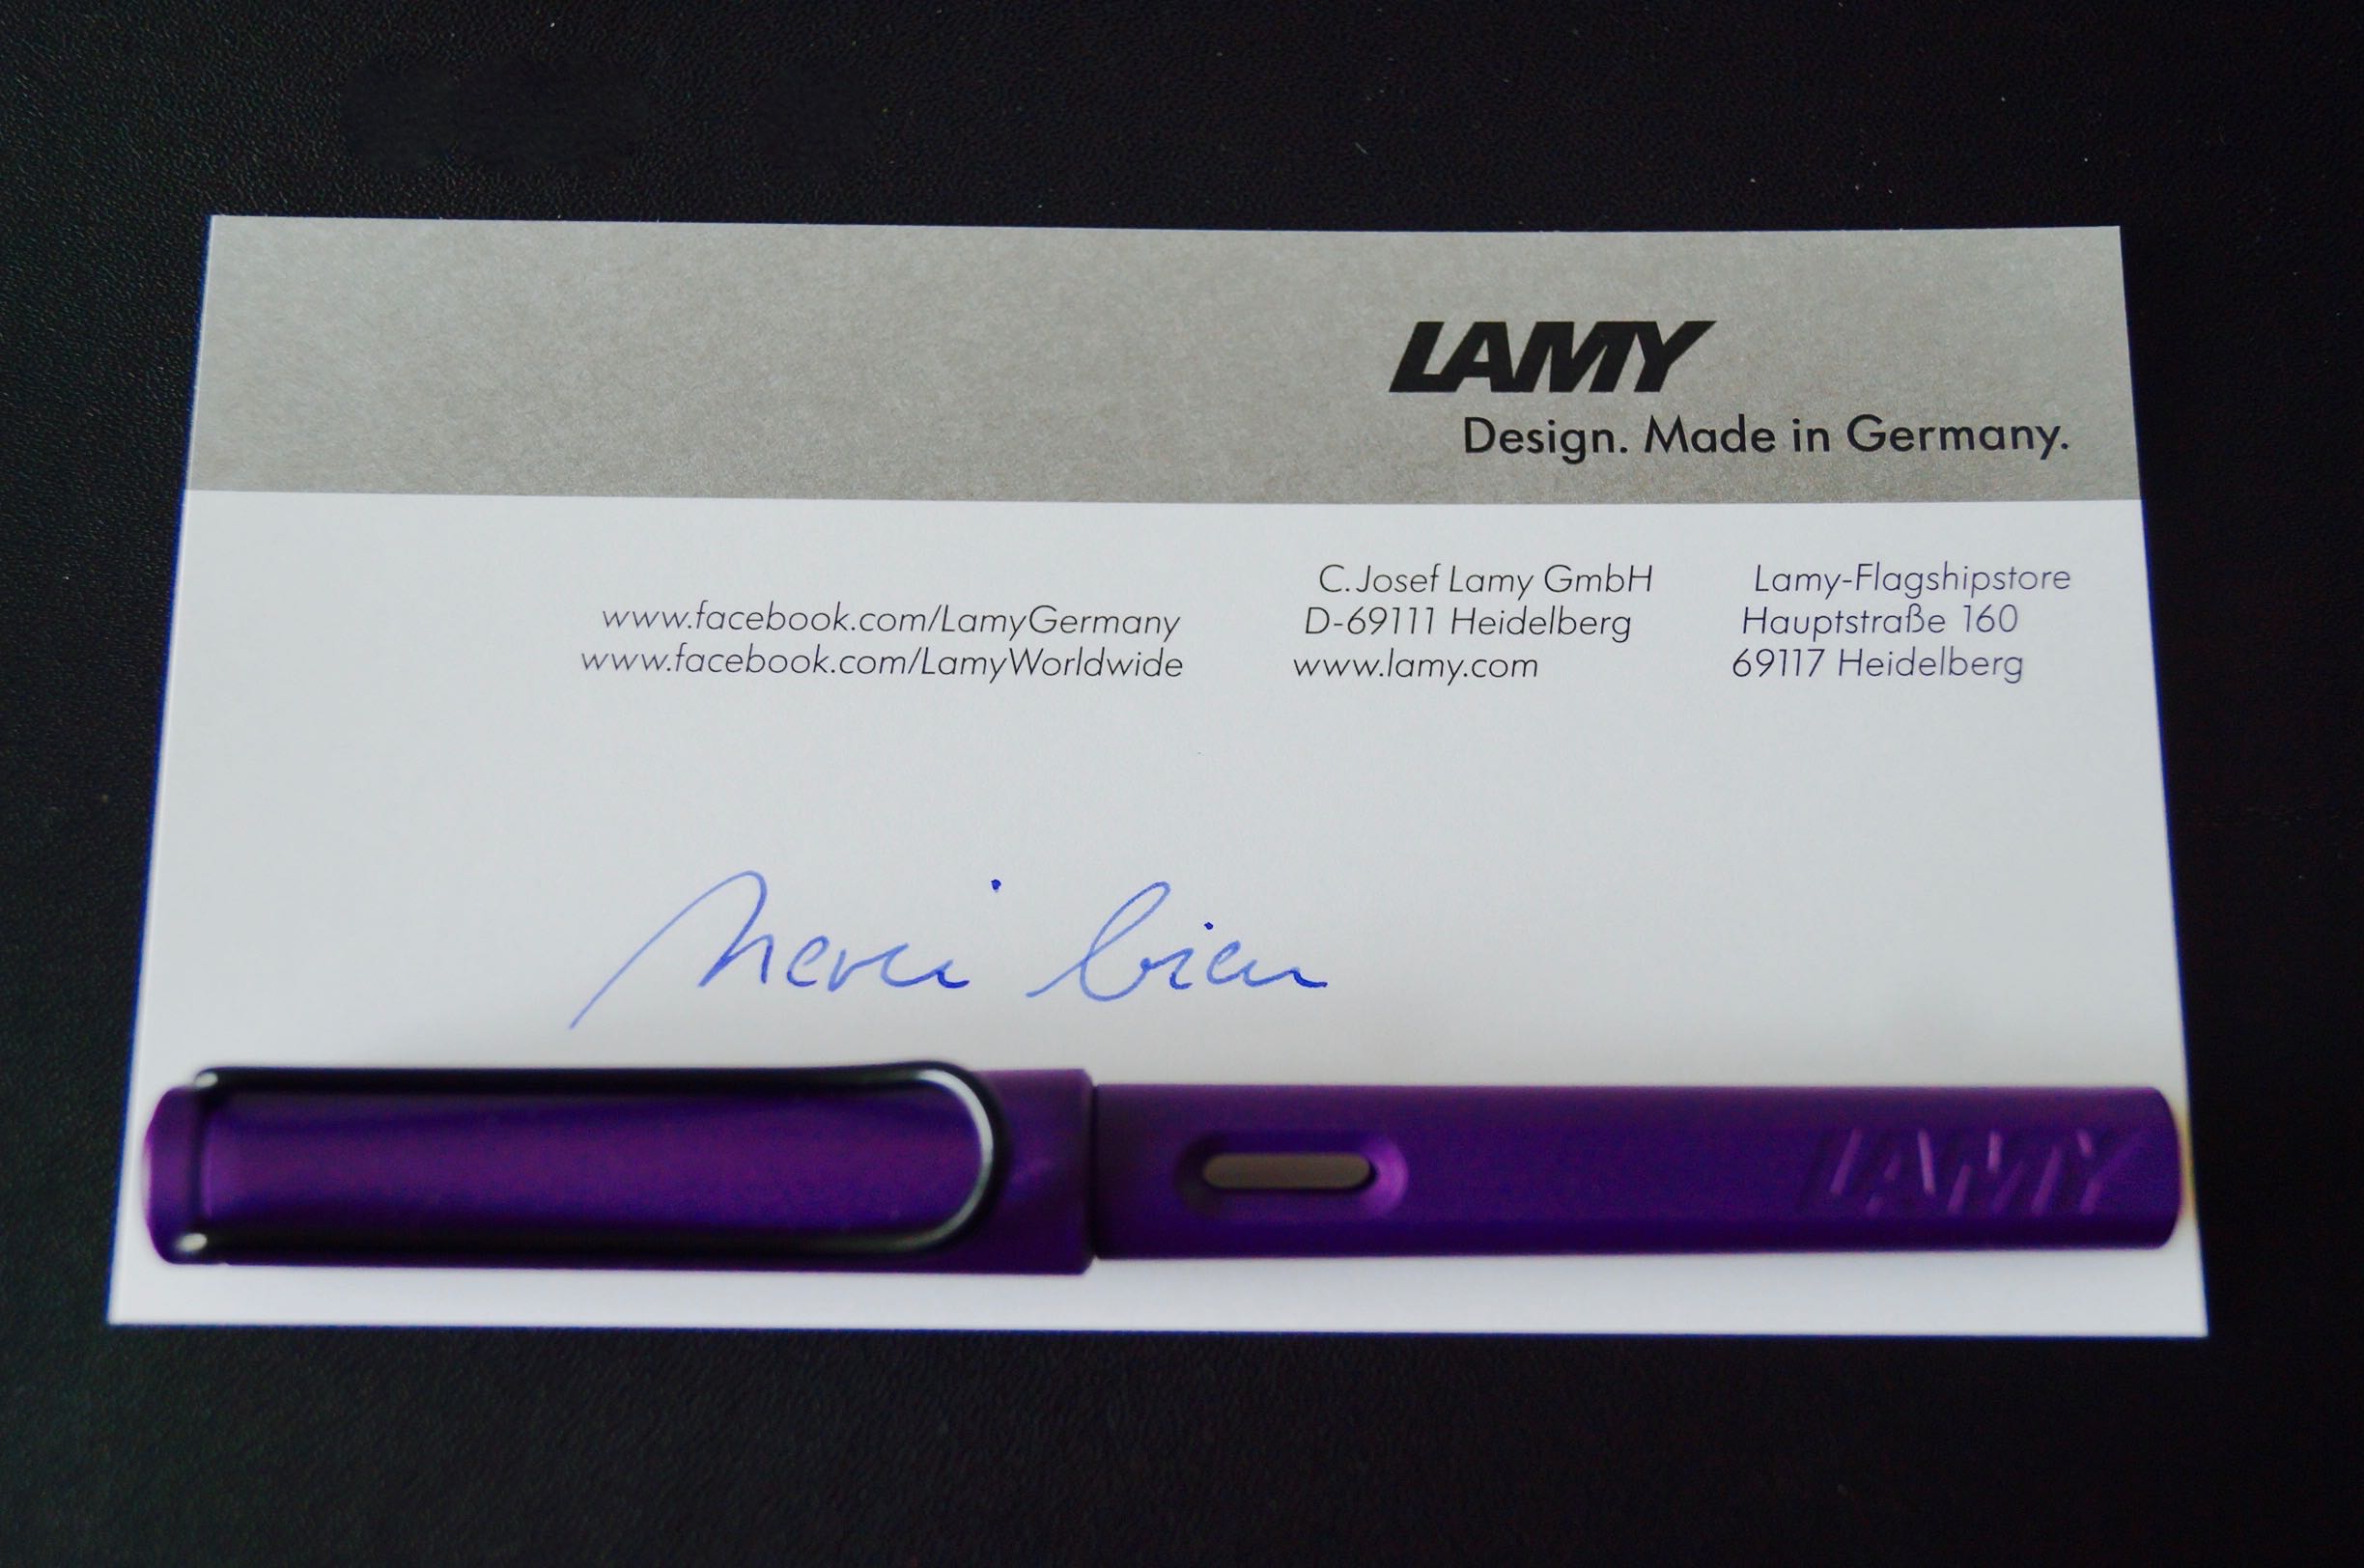 LAMY
Design. Made in Germany.
www.facebook.com/LamyGermany
www.facebook.com/LamyWorldwide
C. Josef Lamy GmbH
D-69111 Heidelberg
www.lamy.com
Lamy-Flagshipstore
Hauptstraße 160
69117 Heidelberg
Merci bien
LAMY